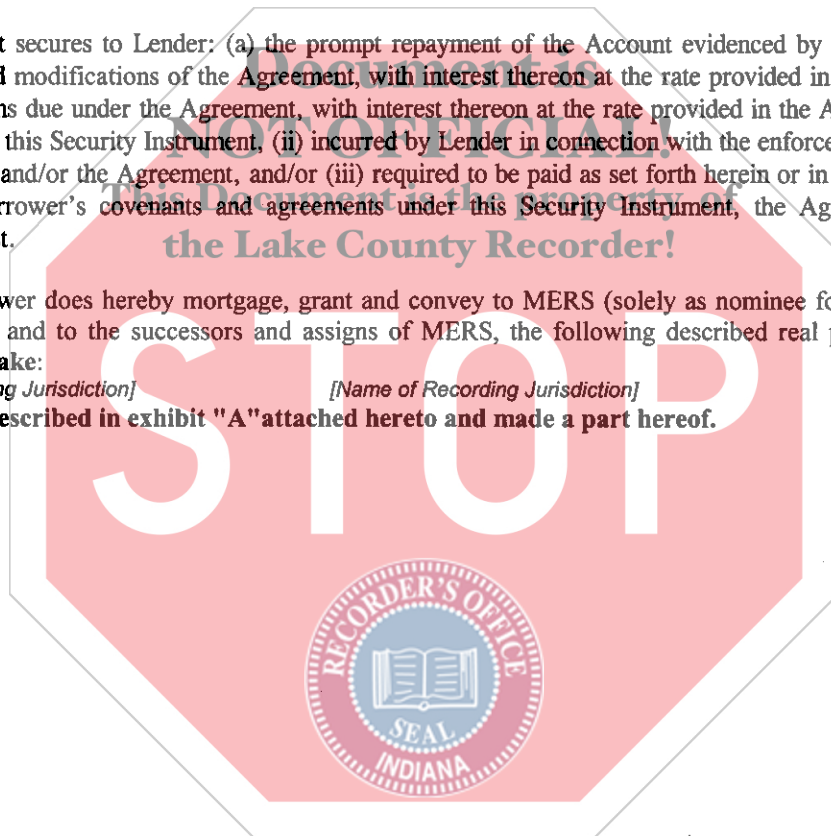 t secures to Lender: (a) the prompt repayment of the Account evidenced by
Document is
d modifications of the Agreement, with interest thereon at the rate provided in
ns due under the Agreement, with interest thereon at the rate provided in the A
NOT OFFICIAL!
this Security Instrument, (ii) incurred by Lender in connection with the enforce
and/or the Agreement, and/or (iii) required to be paid as set forth herein or in
This Document is the property of
rrower's covenants and agreements under this Security Instrument, the Ag
t.
the Lake County Recorder!
wer does hereby mortgage, grant and convey to MERS (solely as nominee fo
and to the successors and assigns of MERS, the following described real p
ake:
ng Jurisdiction] [Name of Recording Jurisdiction]
escribed in exhibit "A"attached hereto and made a part hereof.
STOP
RECORDER'S OFFICE
SEAL
INDIANA